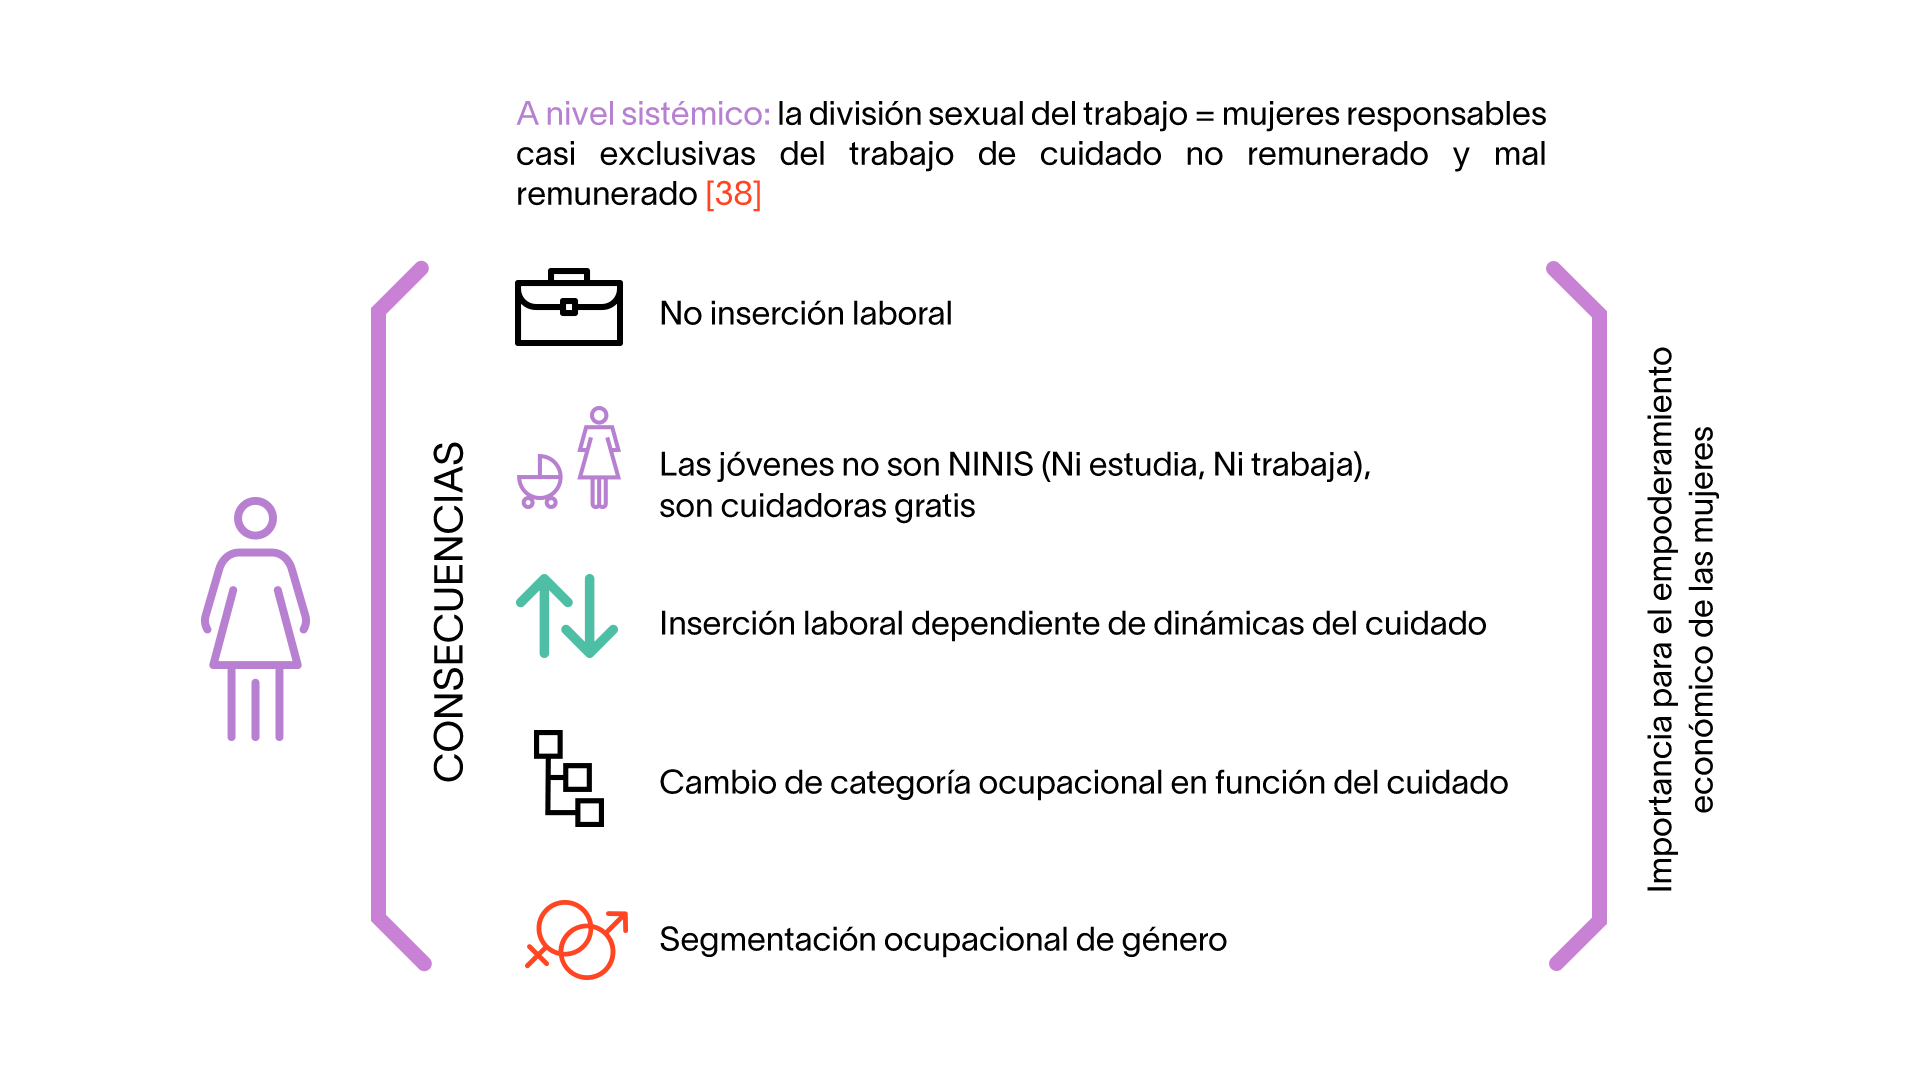 A nivel sistémico: la división sexual del trabajo = mujeres responsables
casi exclusivas del trabajo de cuidado no remunerado y mal
remunerado [38]
CONSECUENCIAS
No inserción laboral
Las jóvenes no son NINIS (Ni estudia, Ni trabaja),
son cuidadoras gratis
Inserción laboral dependiente de dinámicas del cuidado
Cambio de categoría ocupacional en función del cuidado
Segmentación ocupacional de género
Importancia para el empoderamiento
económico de las mujeres